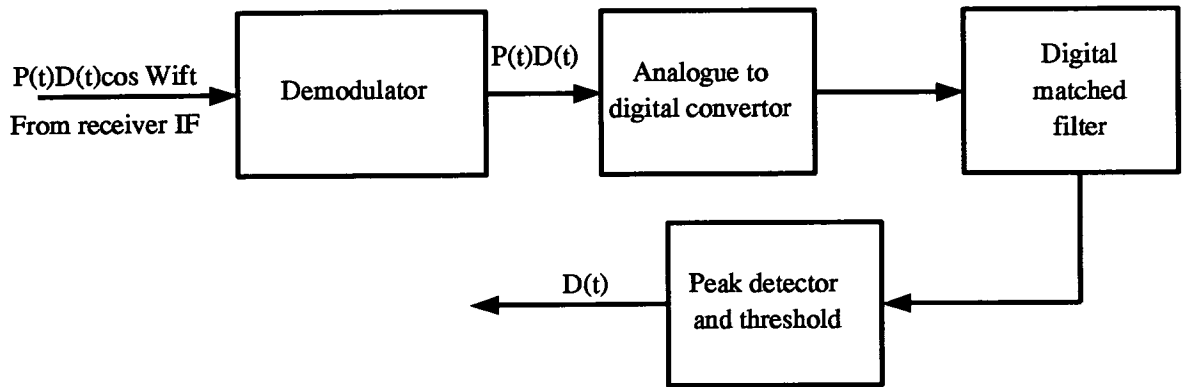 P(t)D(t)cos Wift
From receiver IF
Demodulator
P(t)D(t)
Analogue to
digital convertor
Digital
matched
filter
Peak detector
and threshold
D(t)